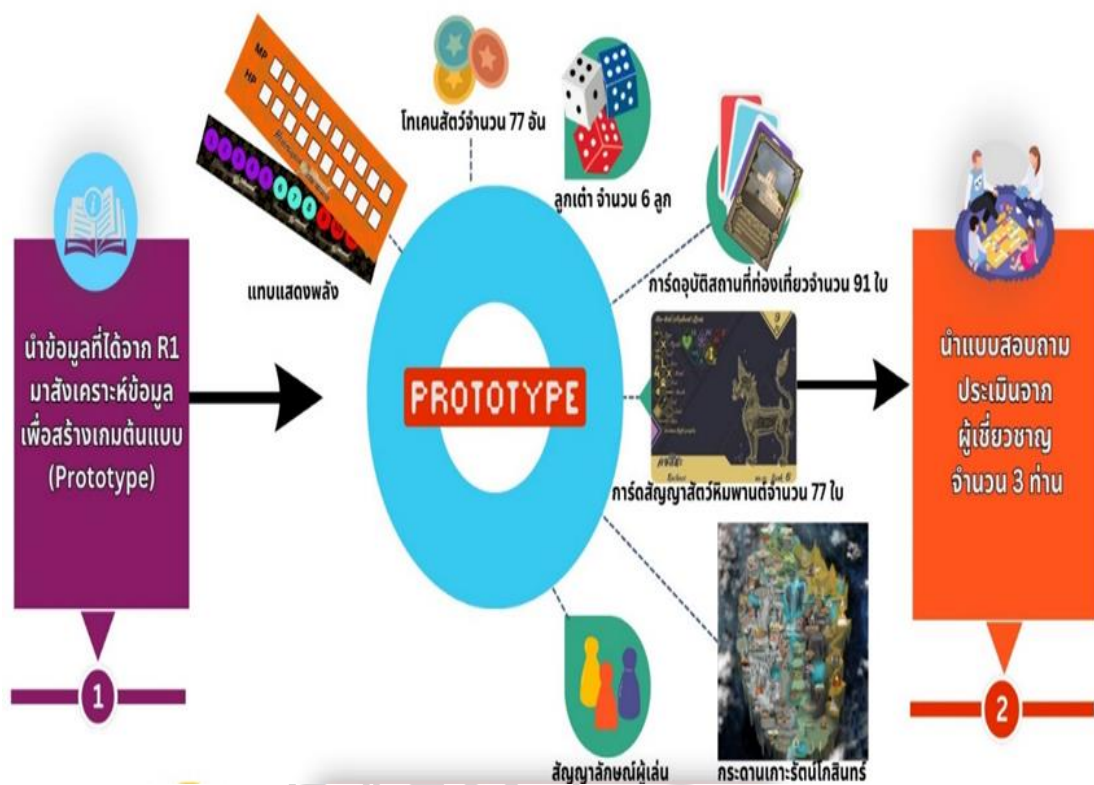 นำข้อมูลที่ได้จาก R1
มาสังเคราะห์ข้อมูล
เพื่อสร้างเกมต้นแบบ
(Prototype)
1
MP
HP
แทบแสดงพลัง
โทเคนสัตว์จำนวน 77 อัน
ลูกเต๋า จำนวน 6 ลูก
การ์ดอุบัติสถานที่ท่องเที่ยวจำนวน 91 ใบ
PROTOTYPE
9
การ์ดสัญญาสัตว์หิมพานต์จำนวน 77 ใบ
สัญญาลักษณ์ผู้เล่น
กระดานเกาะรัตน์โกสินทร์
นำแบบสอบถาม
ประเมินจาก
ผู้เชี่ยวชาญ
จำนวน 3 ท่าน
2